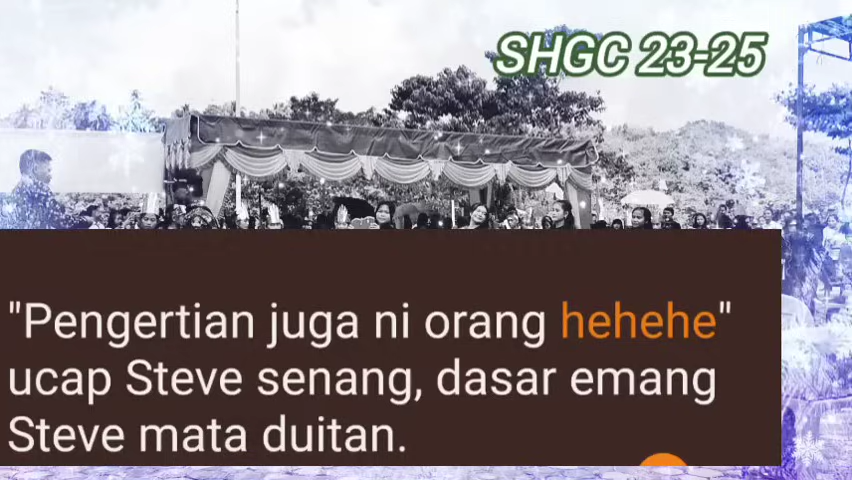 SHGC 23-25
"Pengertian juga ni orang hehehe"
ucap Steve senang, dasar emang
Steve mata duitan.